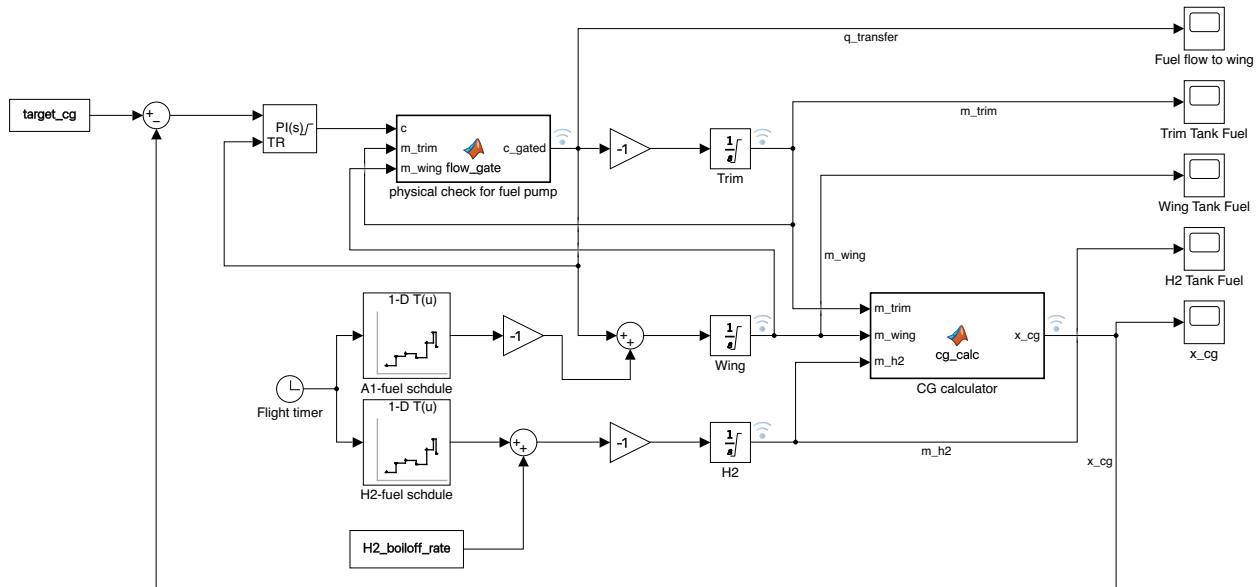 q_transfer
Fuel flow to wing
target_cg
+
−
PI(s)
TR
c
m_trim
m_wing
flow_gate
c_gated
physical check for fuel pump
-1
1
s
Trim
m_trim
Trim Tank Fuel
Wing Tank Fuel
m_wing
H2 Tank Fuel
1-D T(u)
A1-fuel schdule
-1
+
+
1
s
Wing
m_trim
m_wing
m_h2
cg_calc
x_cg
CG calculator
x_cg
Flight timer
1-D T(u)
H2-fuel schdule
+
+
-1
1
s
H2
m_h2
x_cg
H2_boiloff_rate